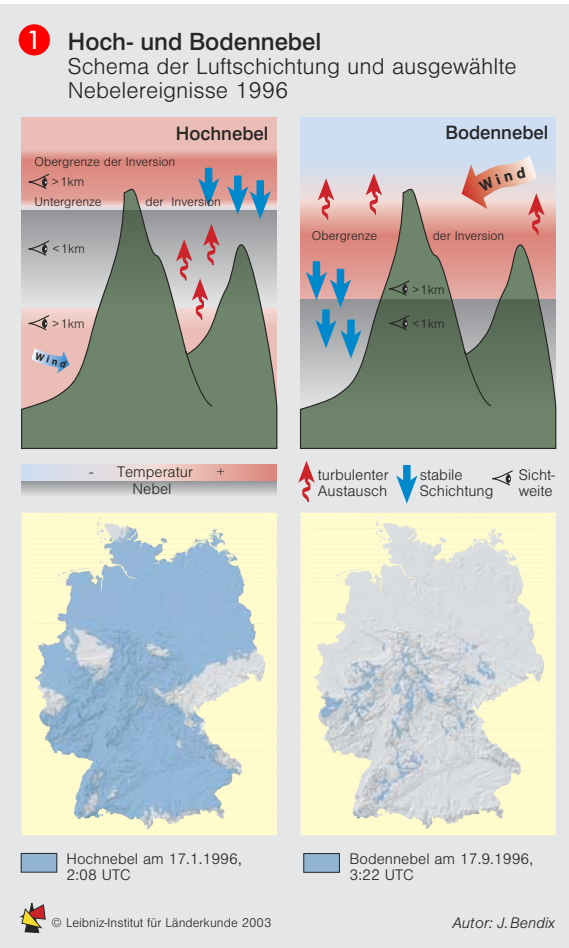 1
Hoch- und Bodennebel
Schema der Luftschichtung und ausgewählte
Nebelereignisse 1996
Hochnebel
Obergrenze der Inversion
>1km
Untergrenze der Inversion
<1km
>1km
Wind
Bodennebel
Wind
Obergrenze der Inversion
>1km
<1km
- Temperatur +
Nebel
turbulenter
Austausch
stabile
Schichtung
Sicht-
weite
Hochnebel am 17.1.1996,
2:08 UTC
Bodennebel am 17.9.1996,
3:22 UTC
© Leibniz-Institut für Länderkunde 2003
Autor: J. Bendix